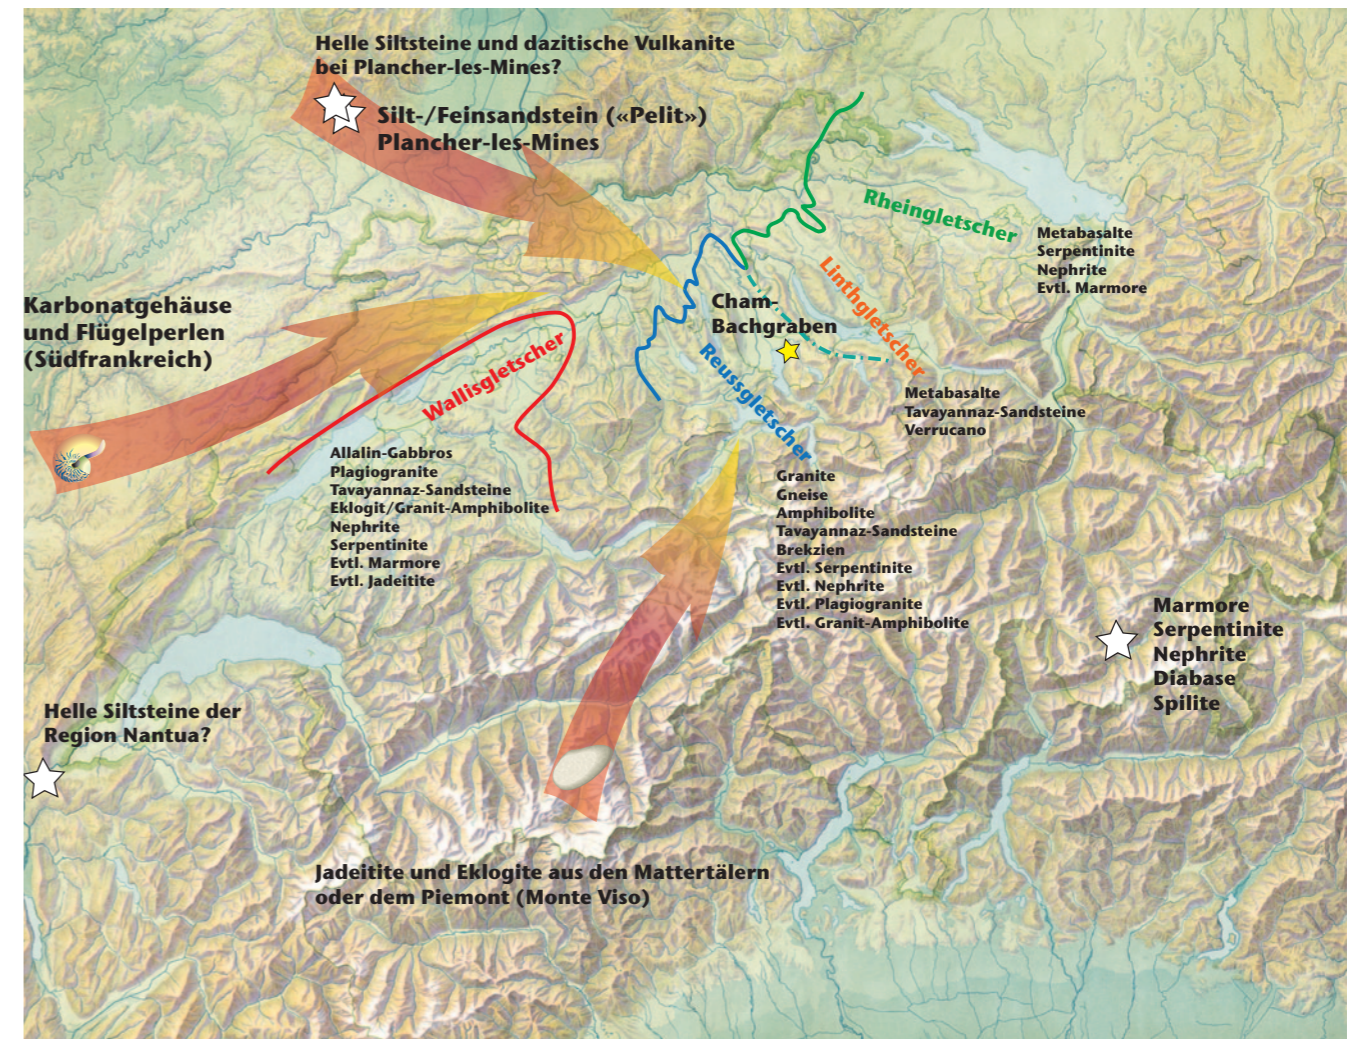 Helle Siltsteine und dazitische Vulkanite
bei Plancher-les-Mines?
Silt-/Feinsandstein («Pelit»)
Plancher-les-Mines
Rheingletscher
Metabasalte
Serpentinite
Nephrite
Evtl. Marmore
Linthgletscher
Karbonatgehäuse
und Flügelperlen
(Südfrankreich)
Cham-
Bachgraben
Wallisgletscher
Reussgletscher
Metabasalte
Tavayannaz-Sandsteine
Verrucano
Allalin-Gabbros
Plagiogranite
Tavayannaz-Sandsteine
Eklogit/Granit-Amphibolite
Nephrite
Serpentinite
Evtl. Marmore
Evtl. Jadeitite
Granite
Gneise
Amphibolite
Tavayannaz-Sandsteine
Brekzien
Evtl. Serpentinite
Evtl. Nephrite
Evtl. Plagiogranite
Evtl. Granit-Amphibolite
Marmore
Serpentinite
Nephrite
Diabase
Spilite
Helle Siltsteine der
Region Nantua?
Jadeitite und Eklogite aus den Mattertälern
oder dem Piemont (Monte Viso)